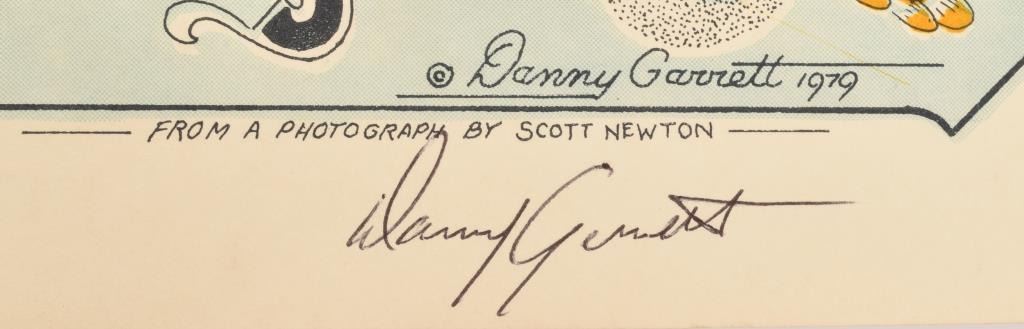 © Danny Garrett 1979
FROM A PHOTOGRAPH BY SCOTT NEWTON
Danny Garrett